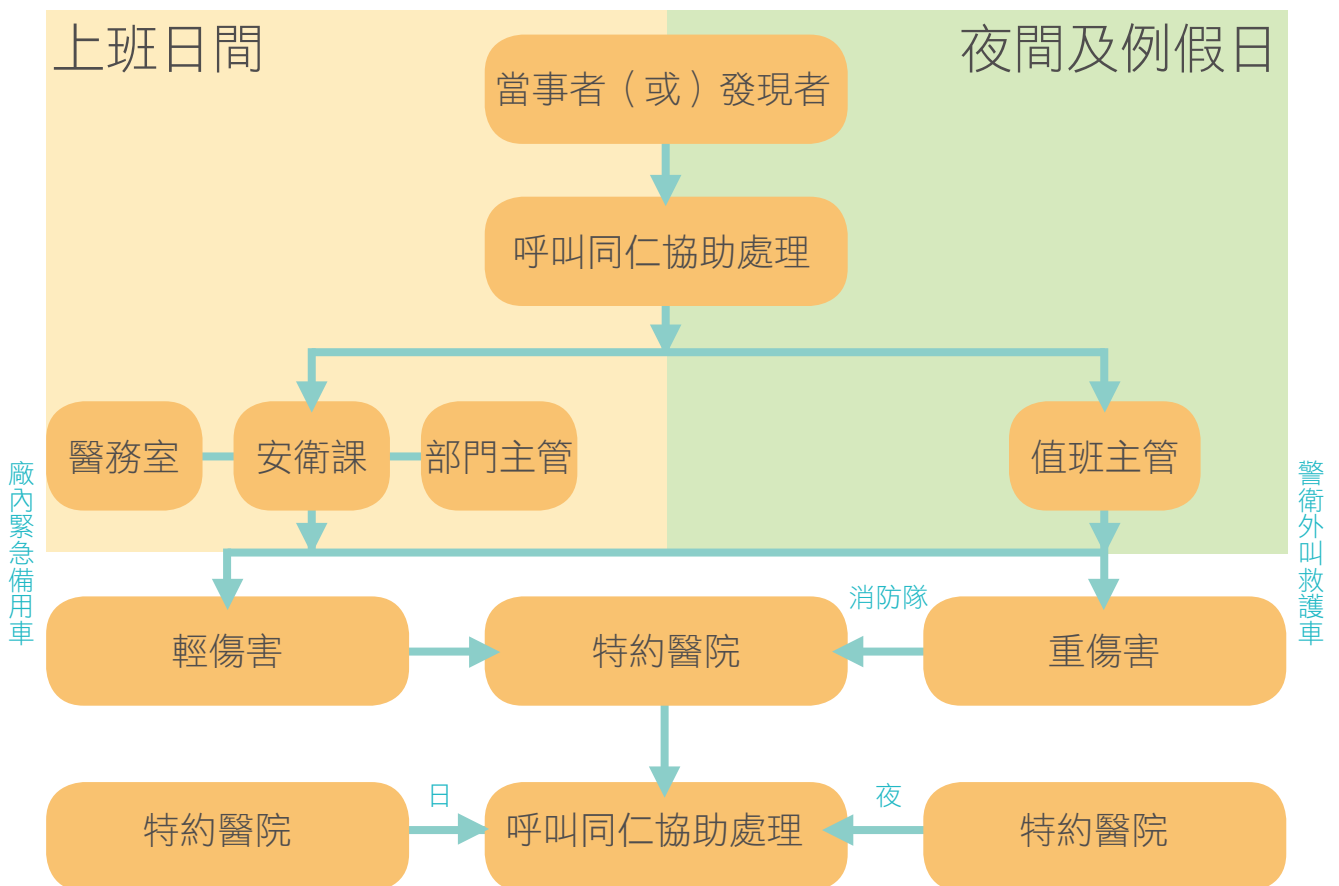 上班日間
夜間及例假日
當事者（或）發現者
呼叫同仁協助處理
醫務室
安衛課
部門主管
值班主管
廠內緊急備用車
警衛外叫救護車
輕傷害
特約醫院
消防隊
重傷害
特約醫院
日
呼叫同仁協助處理
夜
特約醫院